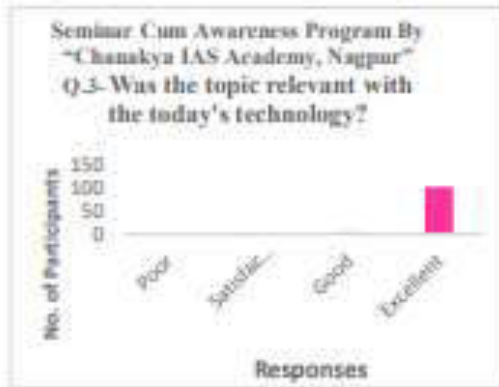 Seminar Cum Awareness Program By
“Chanakya IAS Academy, Nagpur”
Q.3- Was the topic relevant with
the today's technology?
No. of Participants
150
100
50
0
Poor
Satisfac...
Good
Excellent
Responses